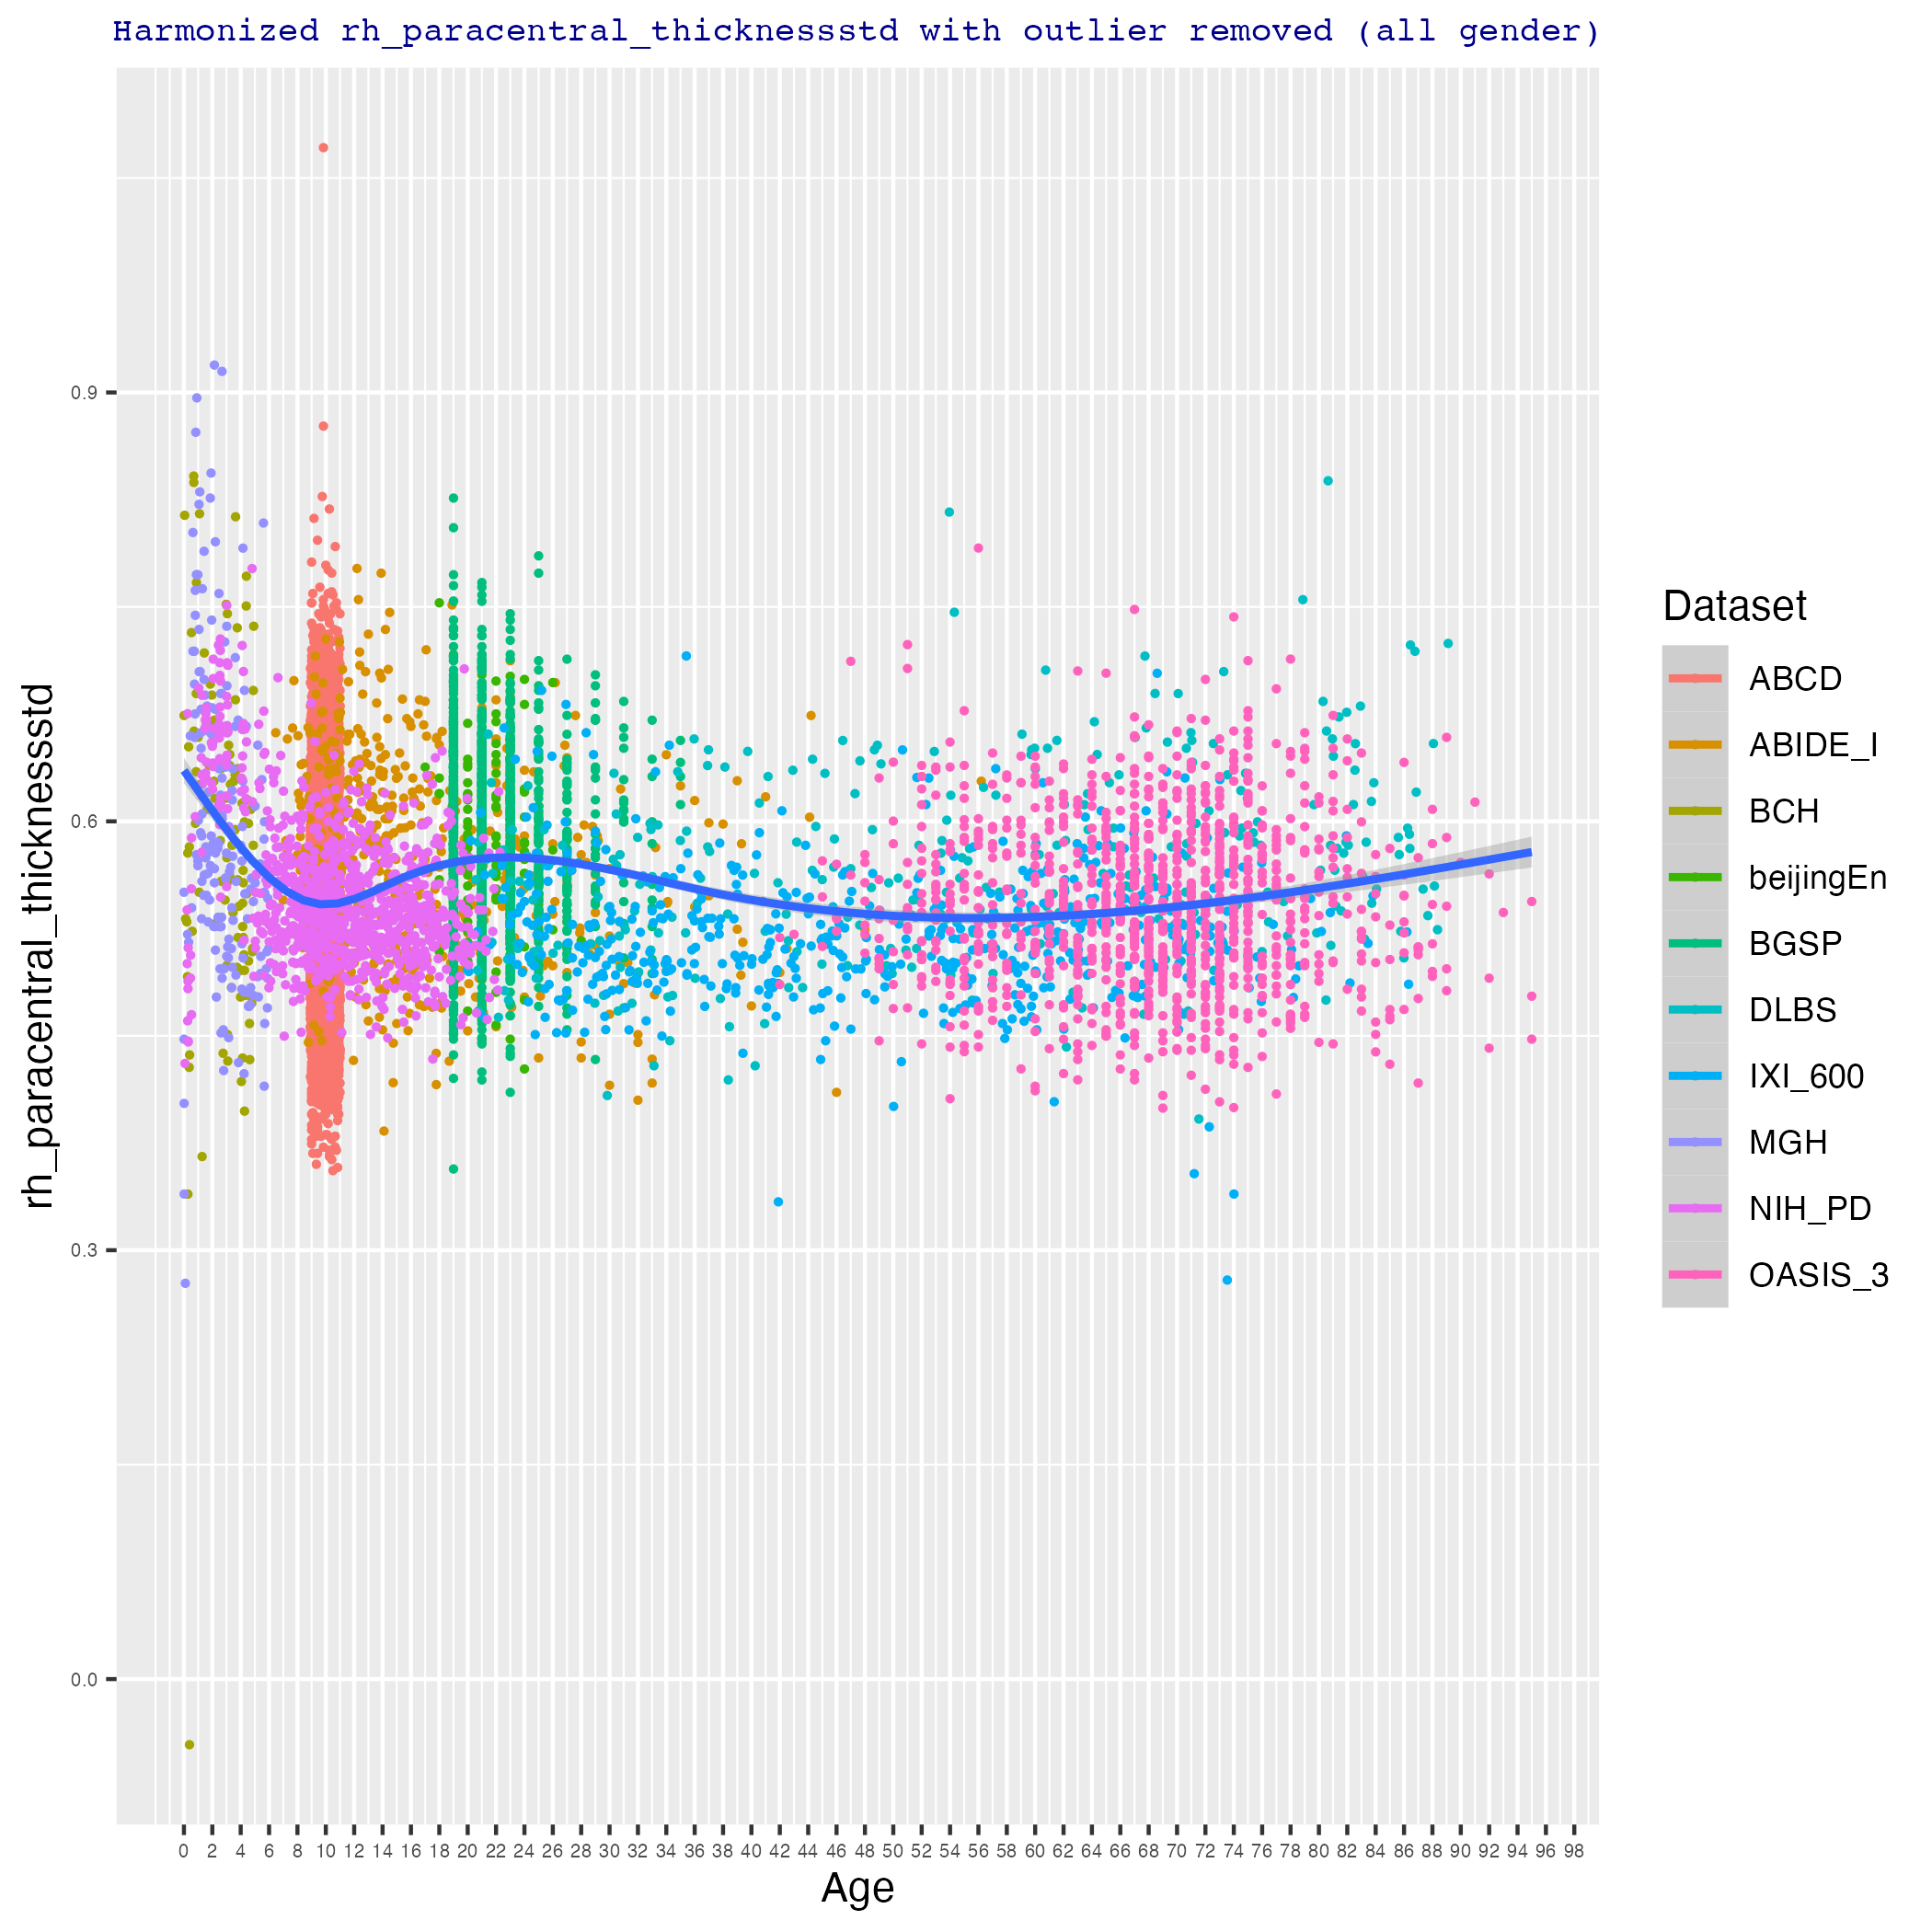 Harmonized rh_paracentral_thicknessstd with outlier removed (all gender)
rh_paracentral_thicknessstd
0.9
0.6
0.3
0.0
0 2 4 6 8 10 12 14 16 18 20 22 24 26 28 30 32 34 36 38 40 42 44 46 48 50 52 54 56 58 60 62 64 66 68 70 72 74 76 78 80 82 84 86 88 90 92 94 96 98
Age
Dataset
ABCD
ABIDE_I
BCH
beijingEn
BGSP
DLBS
IXI_600
MGH
NIH_PD
OASIS_3